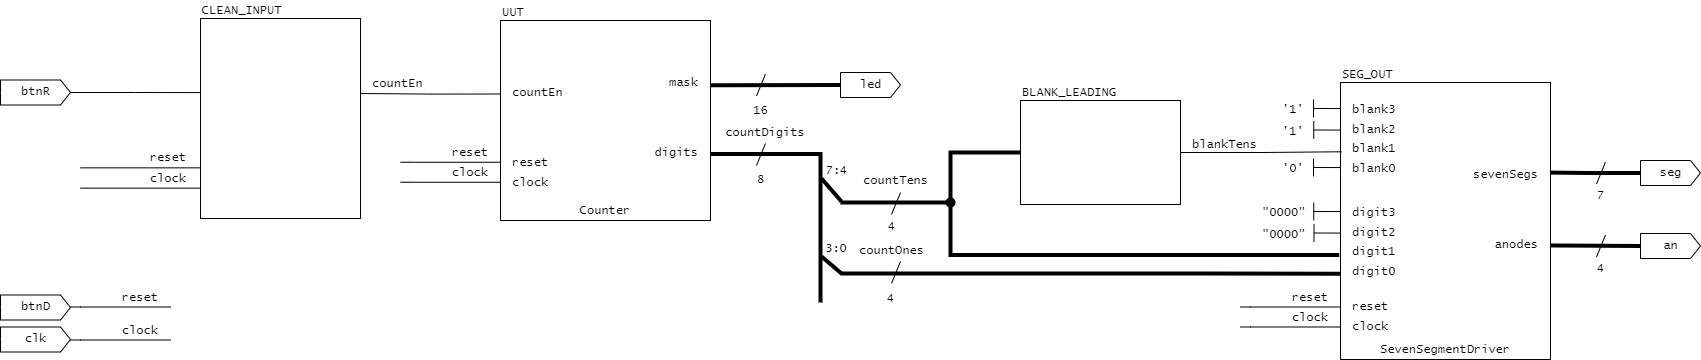 CLEAN_INPUT
btnR
reset
clock
countEn
UUT
countEn
mask
digits
reset
clock
reset
clock
Counter
16
led
countDigits
8
7:4
countTens
4
3:0
countOnes
4
BLANK_LEADING
blankTens
SEG_OUT
'1'
blank3
'1'
blank2
blank1
'0'
blank0
"0000"
digit3
"0000"
digit2
digit1
digit0
sevenSegs
anodes
reset
reset
clock
clock
SevenSegmentDriver
7
seg
4
an
btnD
reset
clk
clock